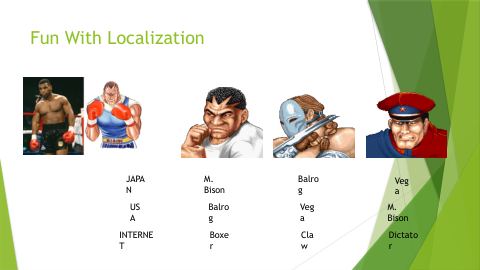 Fun With Localization
JAPA
N
M.
Bison
Balro
g
Veg
a
US
A
Balro
g
Veg
a
M.
Bison
INTERNE
T
Boxe
r
Cla
w
Dictato
r